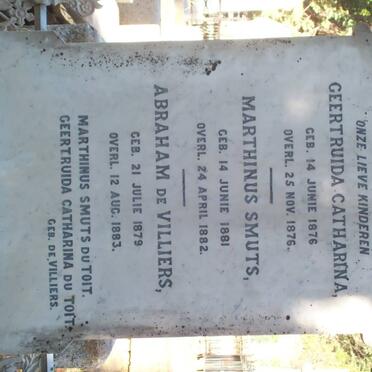 ONZE LIEVE KINDEREN
GEERTRUIDA CATHARINA,
GEB. 14 JUNIE 1876
OVERL. 25 NOV. 1876.
MARTHINUS SMUTS,
GEB. 14 JUNIE 1881
OVERL. 24 APRIL 1882.
ABRAHAM DE VILLIERS,
GEB. 21 JULIE 1879
OVERL. 12 AUG. 1883.
MARTHINUS SMUTS DU TOIT.
GEERTRUIDA CATHARINA DU TOIT.
GEB. DE VILLIERS.